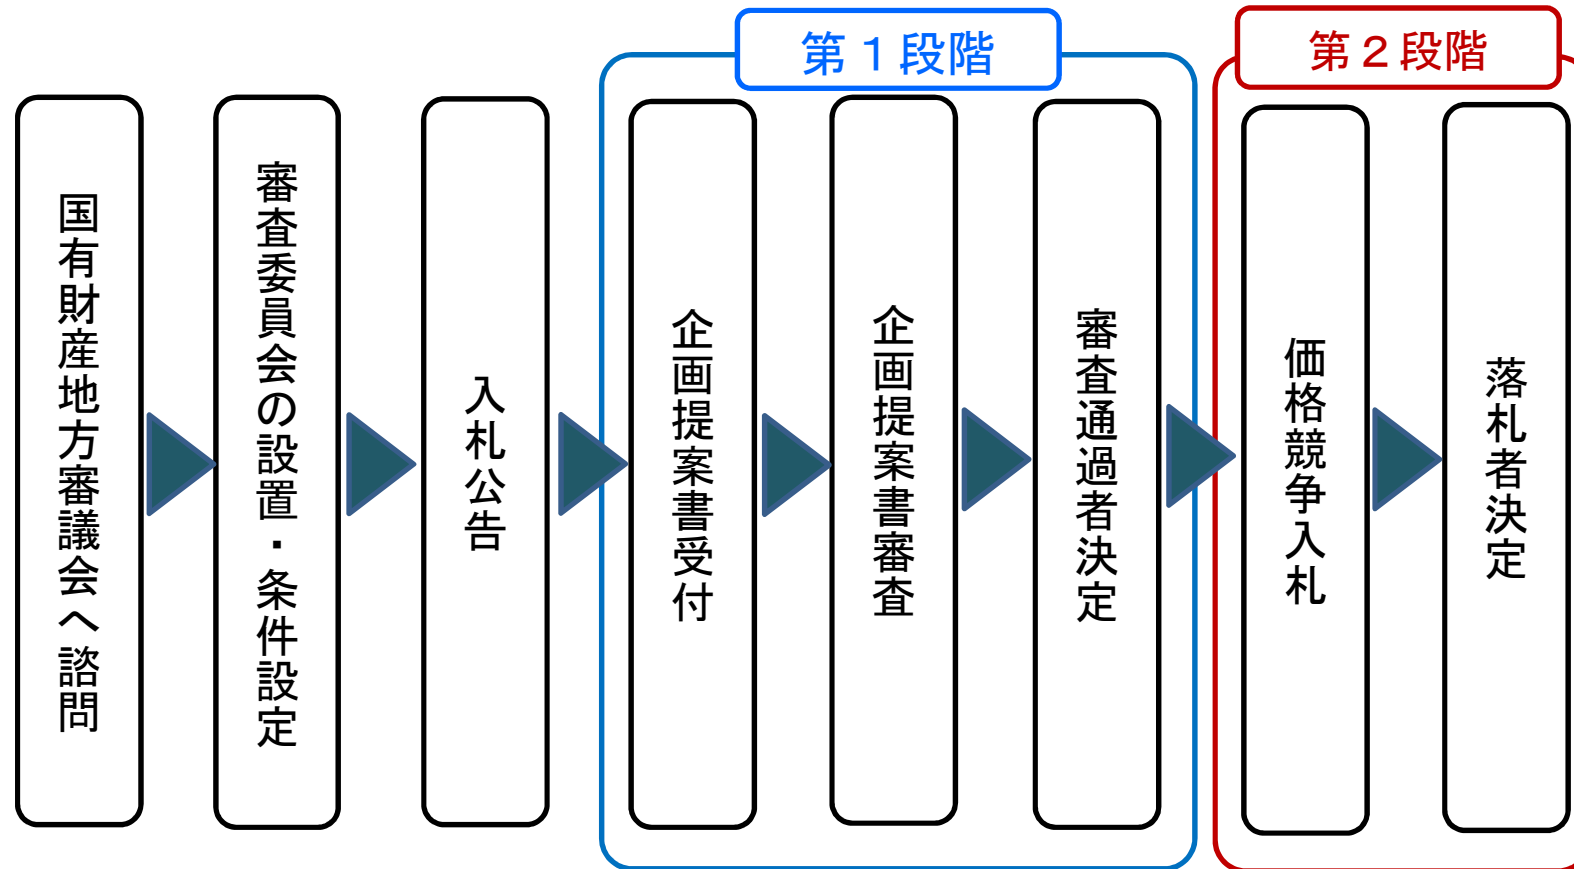 第１段階
第２段階
国有財産地方審議会へ諮問
審査委員会の設置・条件設定
入札公告
企画提案書受付
企画提案書審査
審査通過者決定
価格競争入札
落札者決定